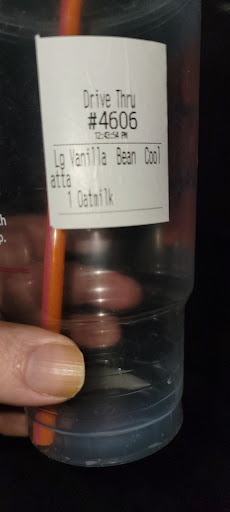 Drive Thru
#4606
12:43:54 PM
Lg Vanilla Bean Cool
atta
1 Oatmilk